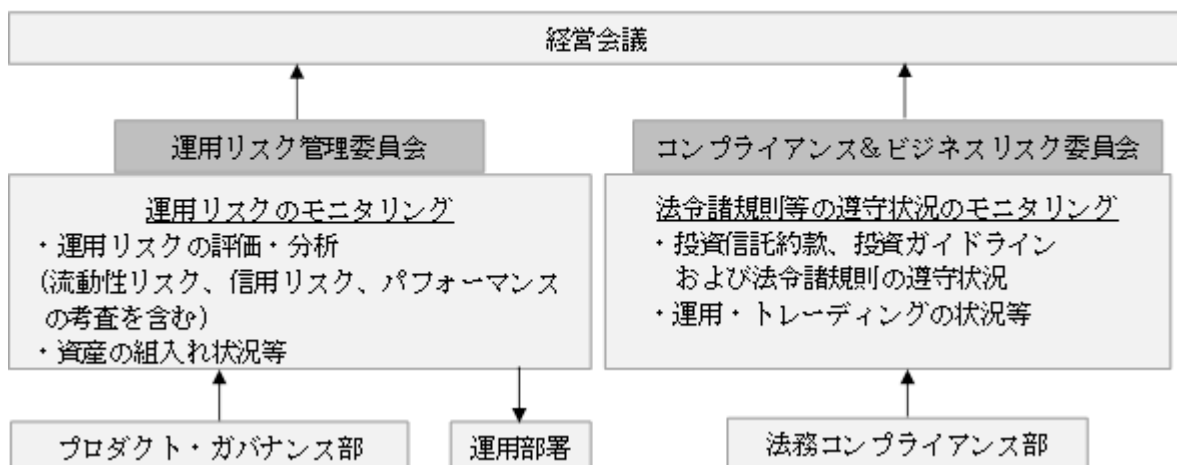 経営会議
運用リスク管理委員会
運用リスクのモニタリング
・運用リスクの評価・分析
(流動性リスク、信用リスク、パフォーマンス
の考査を含む)
・資産の組入れ状況等
プロダクト・ガバナンス部
運用部署
コンプライアンス&ビジネスリスク委員会
法令諸規則等の遵守状況のモニタリング
・投資信託約款、投資ガイドライン
および法令諸規則の遵守状況
・運用・トレーディングの状況等
法務コンプライアンス部